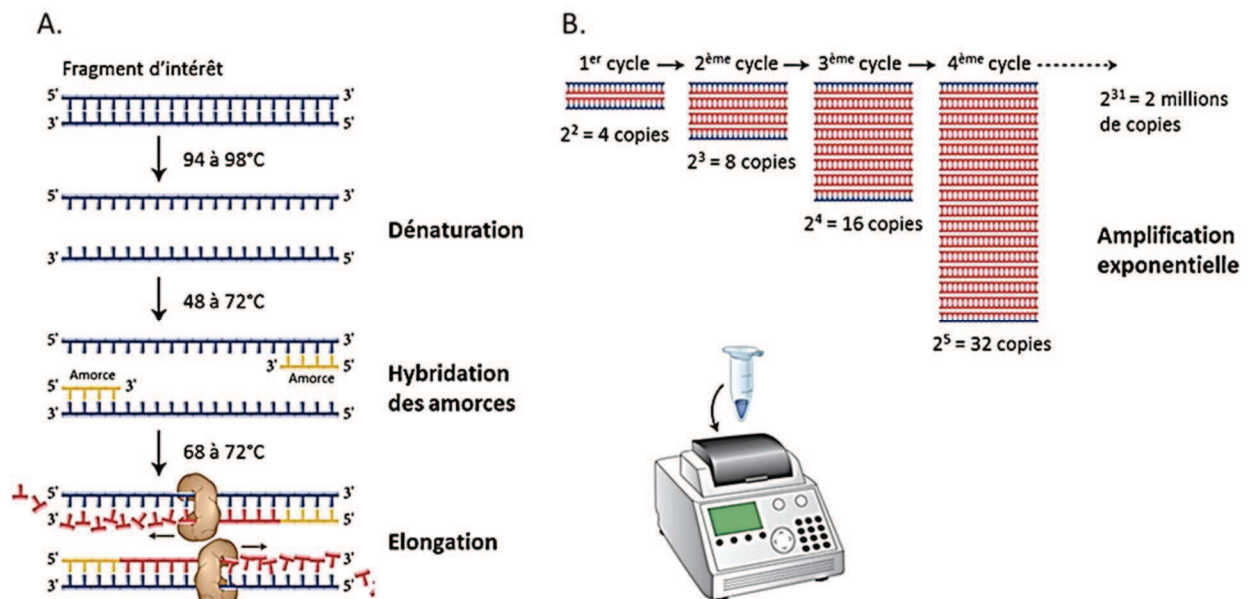 A.
Fragment d'intérêt
5' 3'
3' 5'
94 à 98°C
5' 3'
3' 5'
Dénaturation
48 à 72°C
5' 3'
3' 5'
Amorce
Amorce 3'
5'
3' 5'
Hybridation
des amorces
68 à 72°C
5' 3'
3' 5'
5' 3'
3' 5'
Elongation
B.
1er cycle 2ème cycle 3ème cycle 4ème cycle
2² = 4 copies
2³ = 8 copies
2⁴ = 16 copies
2⁵ = 32 copies
2³¹ = 2 millions
de copies
Amplification
exponentielle